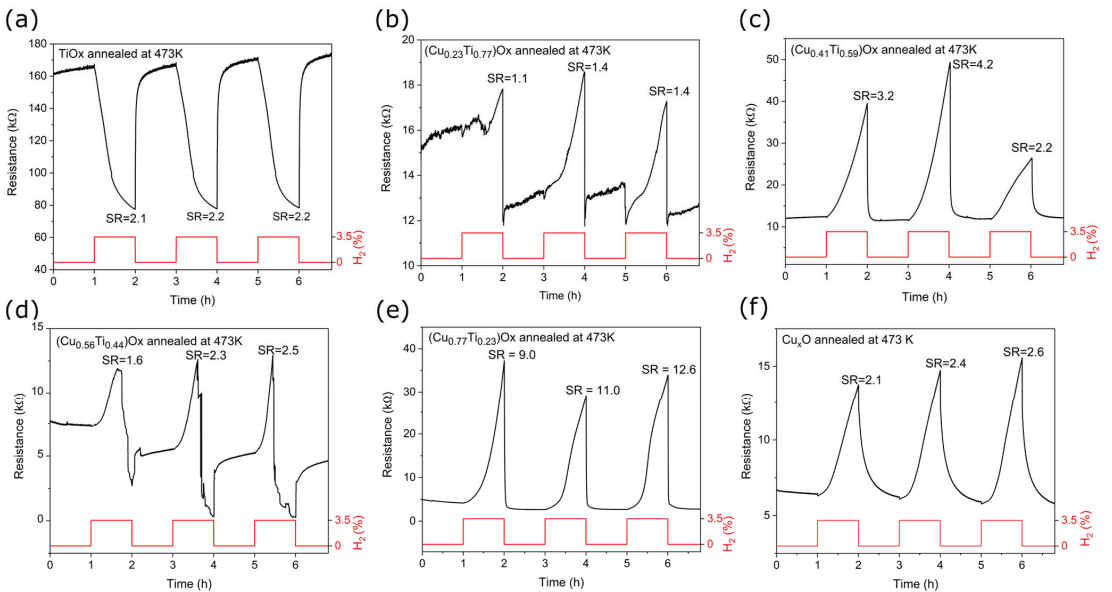 (a)
TiOx annealed at 473K
180
160
140
120
100
80
60
40
Resistance (kΩ)
SR=2.1
SR=2.2
SR=2.2
3.5
0
H2 (%)
0 1 2 3 4 5 6
Time (h)
(b)
(Cu0.23Ti0.77)Ox annealed at 473K
20
18
16
14
12
10
Resistance (kΩ)
SR=1.1
SR=1.4
SR=1.4
3.5
0
H2 (%)
0 1 2 3 4 5 6
Time (h)
(c)
(Cu0.41Ti0.59)Ox annealed at 473K
50
40
30
20
10
Resistance (kΩ)
SR=3.2
SR=4.2
SR=2.2
3.5
0
H2 (%)
0 1 2 3 4 5 6
Time (h)
(d)
(Cu0.56Ti0.44)Ox annealed at 473K
15
10
5
0
Resistance (kΩ)
SR=1.6
SR=2.3
SR=2.5
3.5
0
H2 (%)
0 1 2 3 4 5 6
Time (h)
(e)
(Cu0.77Ti0.23)Ox annealed at 473K
40
30
20
10
0
Resistance (kΩ)
SR = 9.0
SR = 11.0
SR = 12.6
3.5
0
H2 (%)
0 1 2 3 4 5 6
Time (h)
(f)
CuxO annealed at 473 K
15
10
5
Resistance (kΩ)
SR=2.1
SR=2.4
SR=2.6
3.5
0
H2 (%)
0 1 2 3 4 5 6
Time (h)